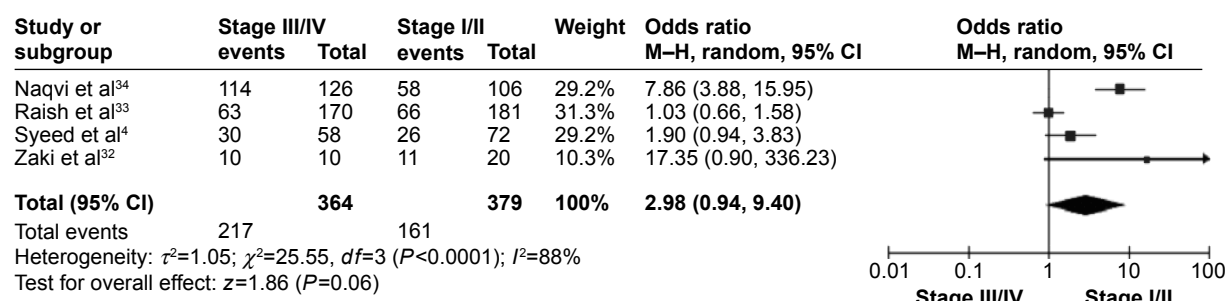 Study or subgroup Stage III/IV events Total Stage I/II events Total Weight Odds ratio M–H, random, 95% CI Odds ratio M–H, random, 95% CI
Naqvi et al³⁴ 114 126 58 106 29.2% 7.86 (3.88, 15.95)
Raish et al³³ 63 170 66 181 31.3% 1.03 (0.66, 1.58)
Syeed et al⁴ 30 58 26 72 29.2% 1.90 (0.94, 3.83)
Zaki et al³² 10 10 11 20 10.3% 17.35 (0.90, 336.23)
Total (95% CI) 364 379 100% 2.98 (0.94, 9.40)
Total events 217 161
Heterogeneity: τ²=1.05; χ²=25.55, df=3 (P<0.0001); I²=88%
Test for overall effect: z=1.86 (P=0.06)
0.01 0.1 1 10 100
Stage III/IV Stage I/II